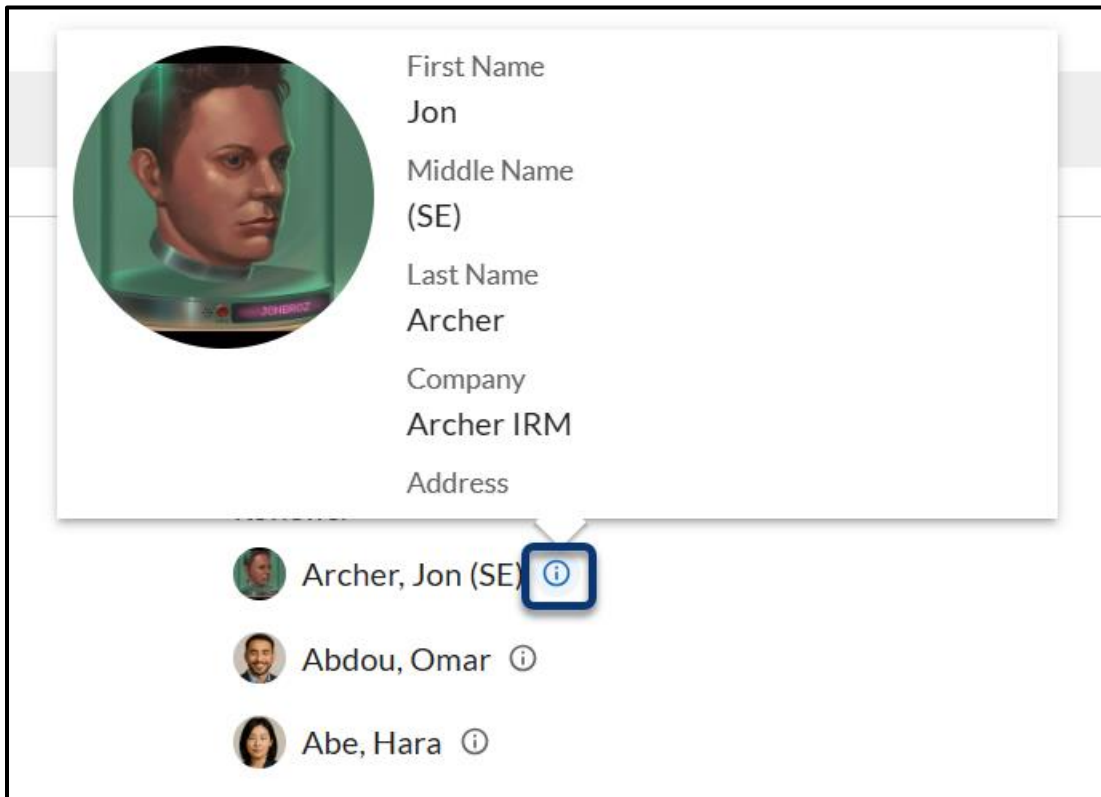 First Name
Jon
Middle Name
(SE)
Last Name
Archer
Company
Archer IRM
Address
Archer, Jon (SE)
Abdou, Omar
Abe, Hara